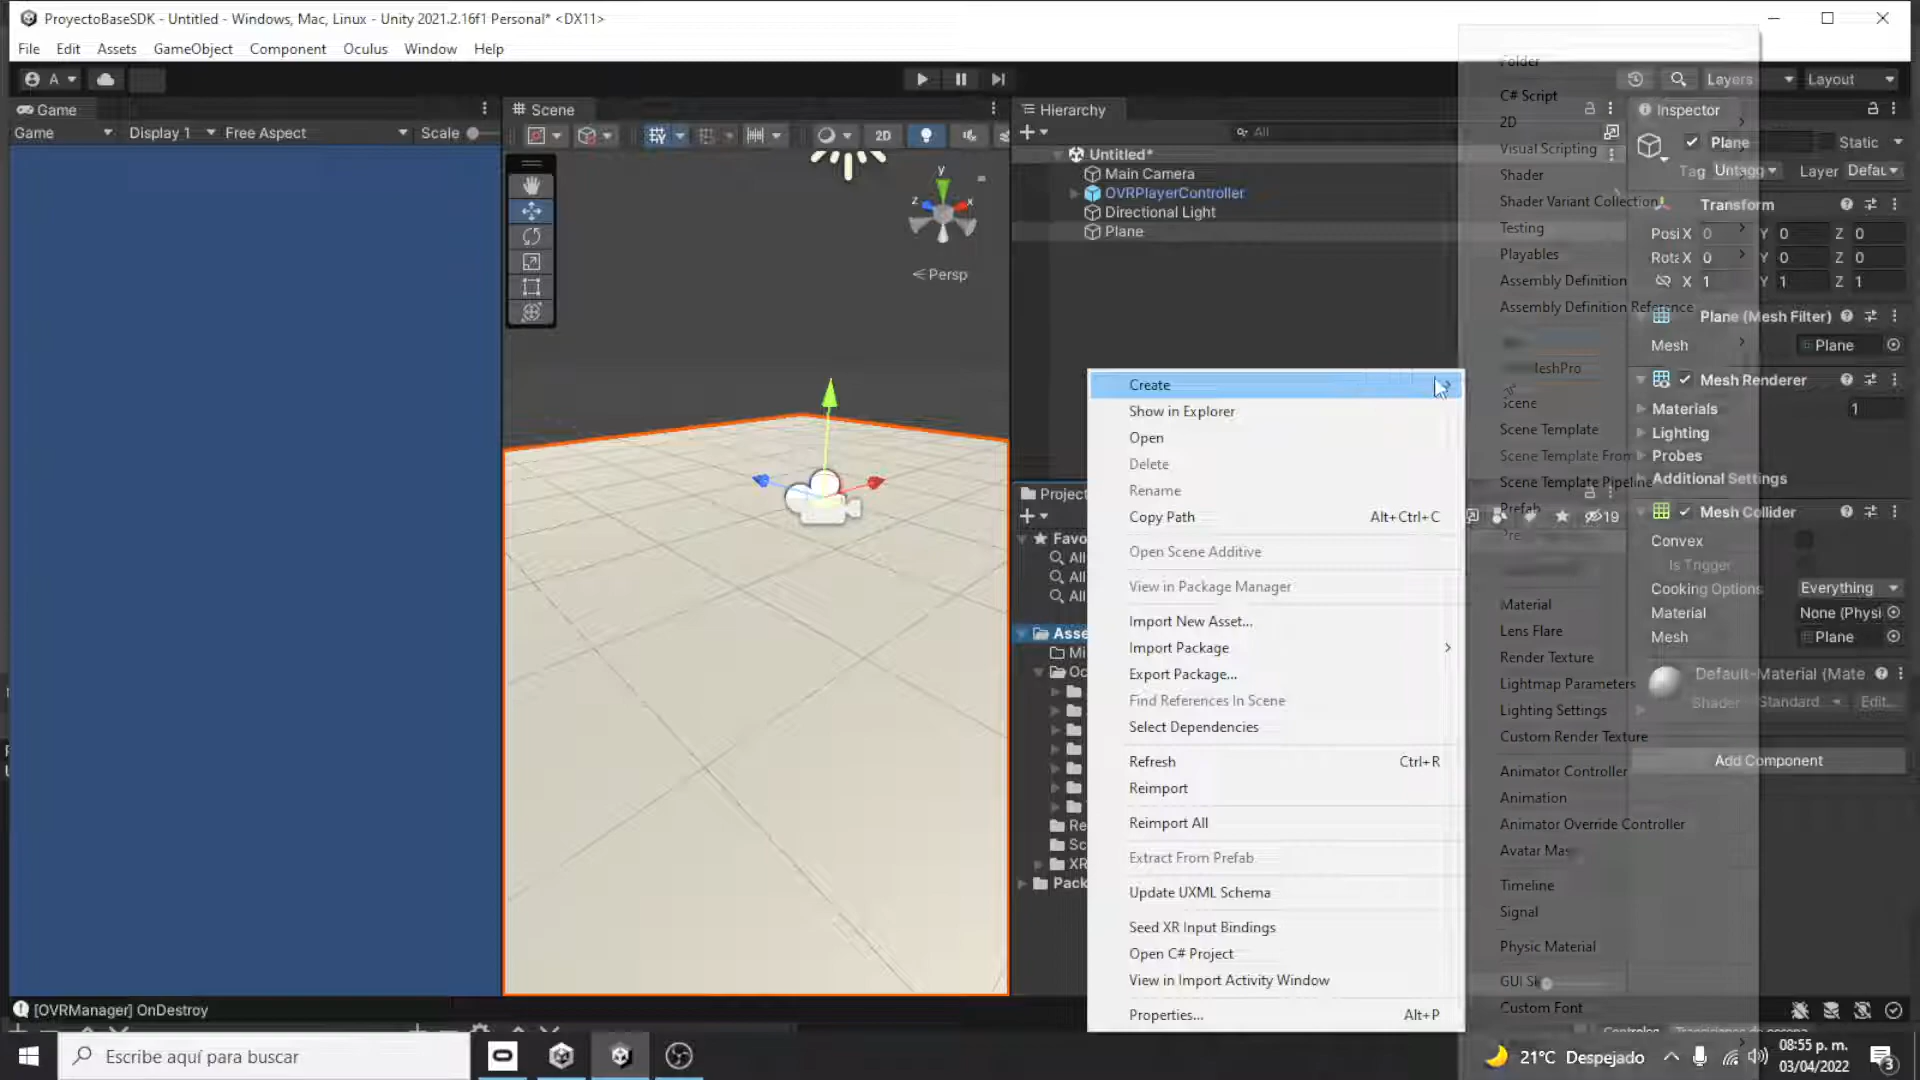 ProyectoBaseSDK - Untitled - Windows, Mac, Linux - Unity 2021.2.16f1 Personal* <DX11>
File Edit Assets GameObject Component Oculus Window Help
A
Layers Layout
Game
Game Display 1 Free Aspect Scale
Scene
2D
y
z
x
Persp
Hierarchy
All
Untitled*
Main Camera
OVRPlayerController
Directional Light
Plane
Project
Favo
All
All
All
Asse
Mi
Oc
Re
Sc
XR
Pack
19
Create
Show in Explorer
Open
Delete
Rename
Copy Path Alt+Ctrl+C
Open Scene Additive
View in Package Manager
Import New Asset...
Import Package
Export Package...
Find References In Scene
Select Dependencies
Refresh Ctrl+R
Reimport
Reimport All
Extract From Prefab
Update UXML Schema
Seed XR Input Bindings
Open C# Project
View in Import Activity Window
Properties... Alt+P
Folder
C# Script
2D
Visual Scripting
Shader
Shader Variant Collection
Testing
Playables
Assembly Definition
Assembly Definition Reference
MeshPro
Scene
Scene Template
Scene Template From
Scene Template Pipeline
Prefab
Material
Lens Flare
Render Texture
Lightmap Parameters
Lighting Settings
Custom Render Texture
Animator Controller
Animation
Animator Override Controller
Avatar Mas
Timeline
Signal
Physic Material
GUI Sk
Custom Font
Inspector
Plane Static
Tag Untagg Layer Defau
Transform
Posi X 0 Y 0 Z 0
Rota X 0 Y 0 Z 0
X 1 Y 1 Z 1
Plane (Mesh Filter)
Mesh Plane
Mesh Renderer
Materials 1
Lighting
Probes
Additional Settings
Mesh Collider
Convex
Is Trigger
Cooking Options Everything
Material None (Physi
Mesh Plane
Default-Material (Mate
Shader Standard Edit...
Add Component
[OVRManager] OnDestroy
Escribe aquí para buscar
21°C Despejado
08:55 p. m.
03/04/2022
3